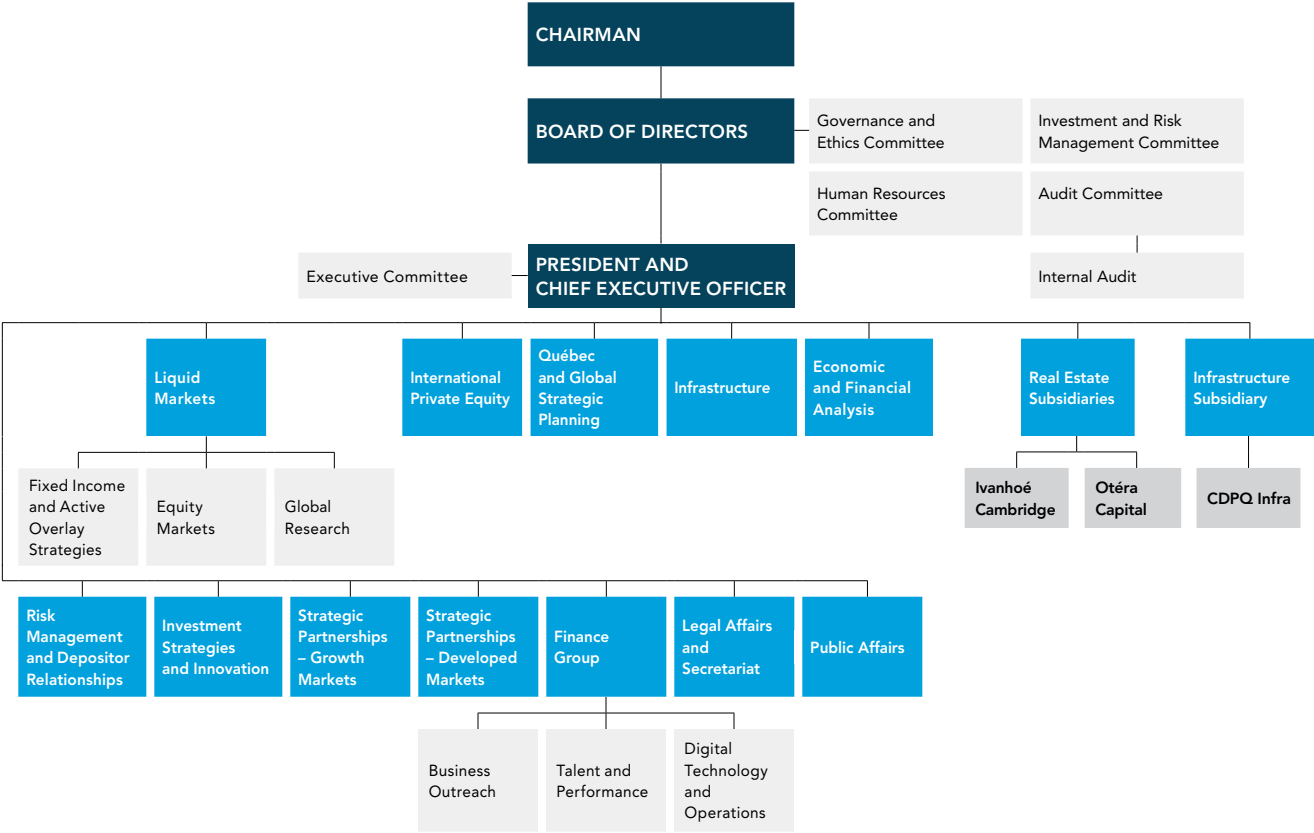 CHAIRMAN
BOARD OF DIRECTORS
Governance and
Ethics Committee
Investment and Risk
Management Committee
Human Resources
Committee
Audit Committee
Executive Committee
PRESIDENT AND
CHIEF EXECUTIVE OFFICER
Internal Audit
Liquid
Markets
International
Private Equity
Québec
and Global
Strategic
Planning
Infrastructure
Economic
and Financial
Analysis
Real Estate
Subsidiaries
Infrastructure
Subsidiary
Fixed Income
and Active
Overlay
Strategies
Equity
Markets
Global
Research
Ivanhoé
Cambridge
Otéra
Capital
CDPQ Infra
Risk
Management
and Depositor
Relationships
Investment
Strategies
and Innovation
Strategic
Partnerships
– Growth
Markets
Strategic
Partnerships
– Developed
Markets
Finance
Group
Legal Affairs
and
Secretariat
Public Affairs
Business
Outreach
Talent and
Performance
Digital
Technology
and
Operations